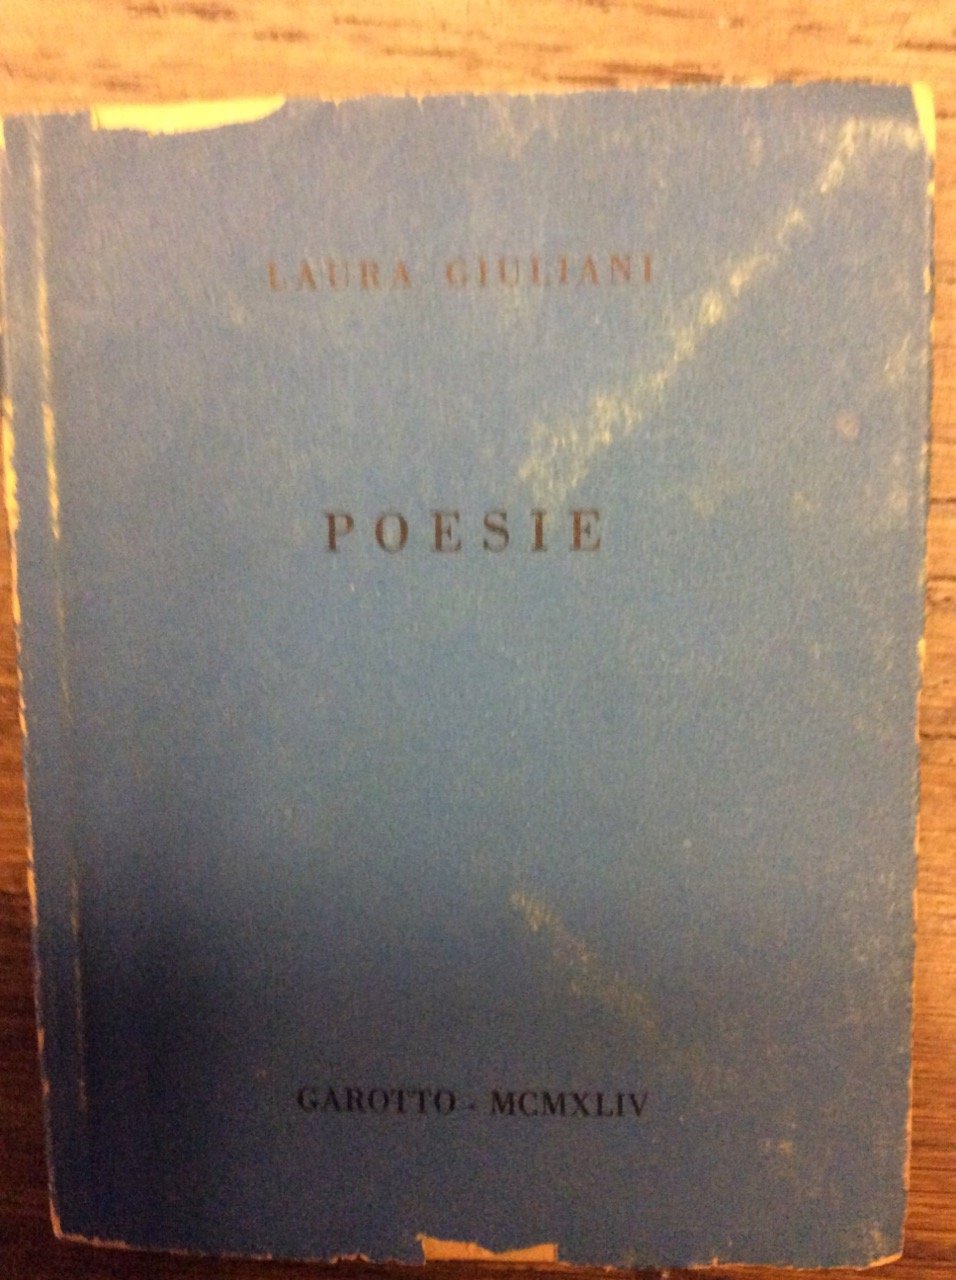 LAURA GIULIANI
POESIE
GAROTTO - MCMXLIV